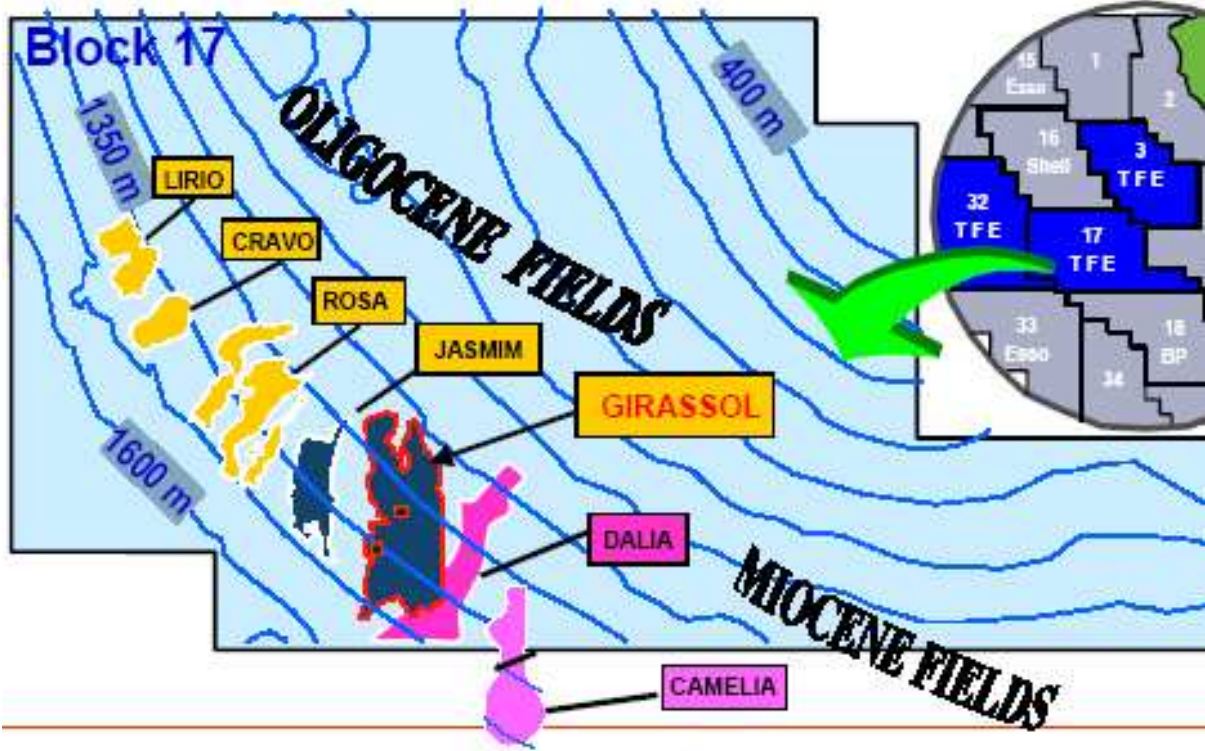 Block 17
1350 m
400 m
OLIGOCENE FIELDS
LIRIO
CRAVO
ROSA
JASMIM
GIRASSOL
1600 m
DALIA
MIOCENE FIELDS
CAMELIA
15
Esso
1
2
16
Shell
3
TFE
32
TFE
17
TFE
33
Esso
34
18
BP